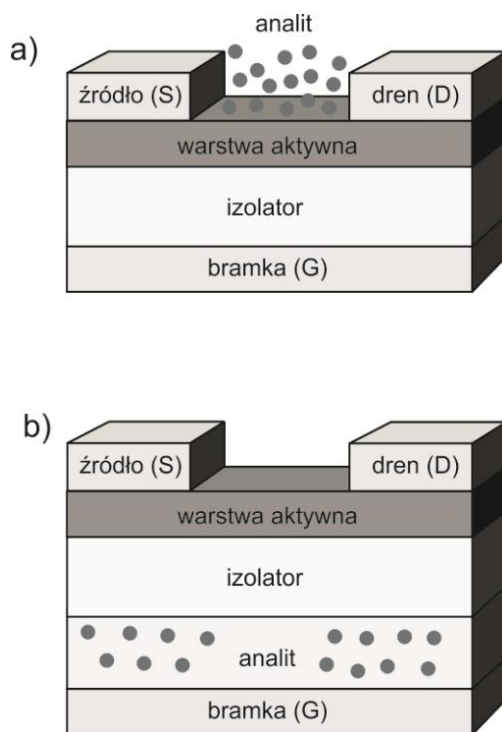 analit
a)
źródło (S)
dren (D)
warstwa aktywna
izolator
bramka (G)
b)
źródło (S)
dren (D)
warstwa aktywna
izolator
analit
bramka (G)